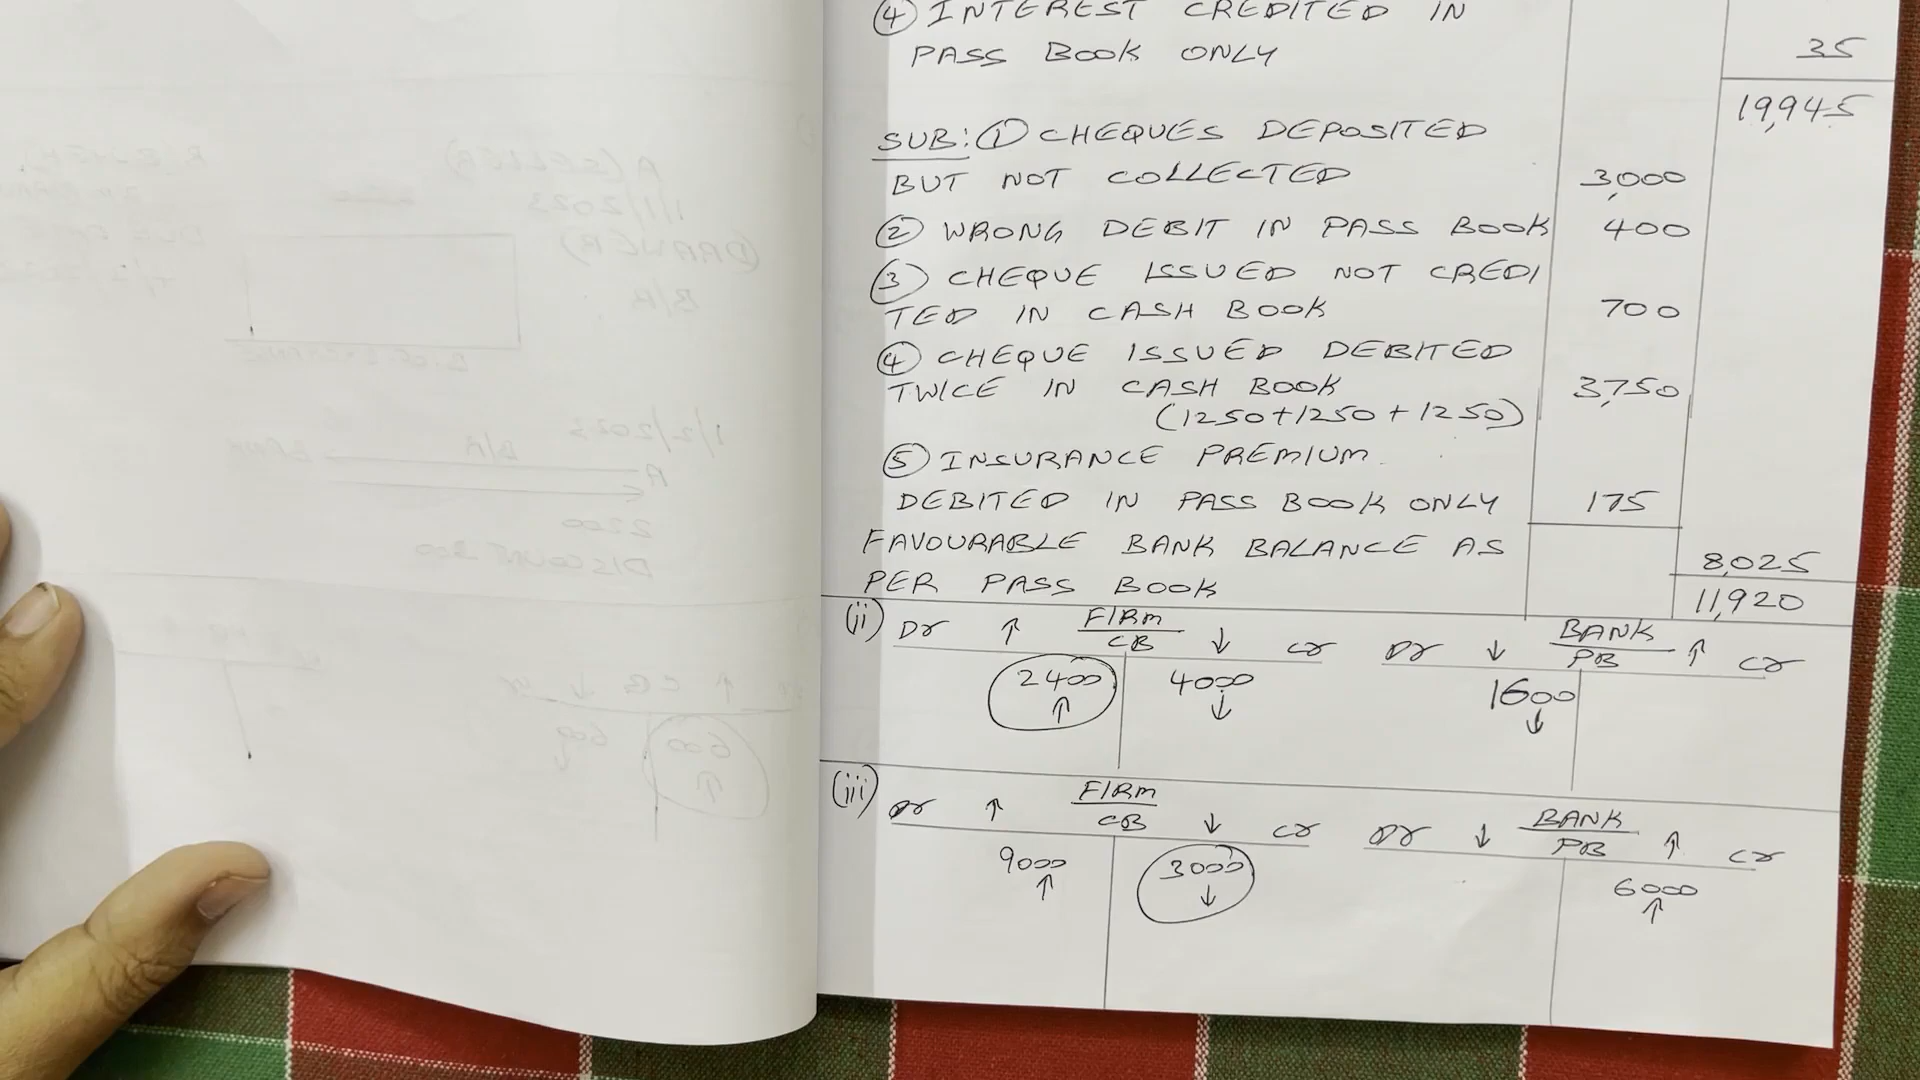 ④ INTEREST CREDITED IN
PASS BOOK ONLY 35
19,945
SUB: ① CHEQUES DEPOSITED
BUT NOT COLLECTED 3,000
② WRONG DEBIT IN PASS BOOK 400
③ CHEQUE ISSUED NOT CREDI
TED IN CASH BOOK 700
④ CHEQUE ISSUED DEBITED
TWICE IN CASH BOOK 3,750
(1250+1250+1250)
⑤ INSURANCE PREMIUM
DEBITED IN PASS BOOK ONLY 175
FAVOURABLE BANK BALANCE AS 8,025
PER PASS BOOK 11,920
(ii) Dr ↑ FIRM ↓ Cr Dr ↓ BANK ↑ Cr
CB PB
2400 4000 1600
↑ ↓ ↓
(iii) Dr ↑ FIRM ↓ Cr Dr ↓ BANK ↑ Cr
CB PB
9000 3000 6000
↑ ↓ ↑